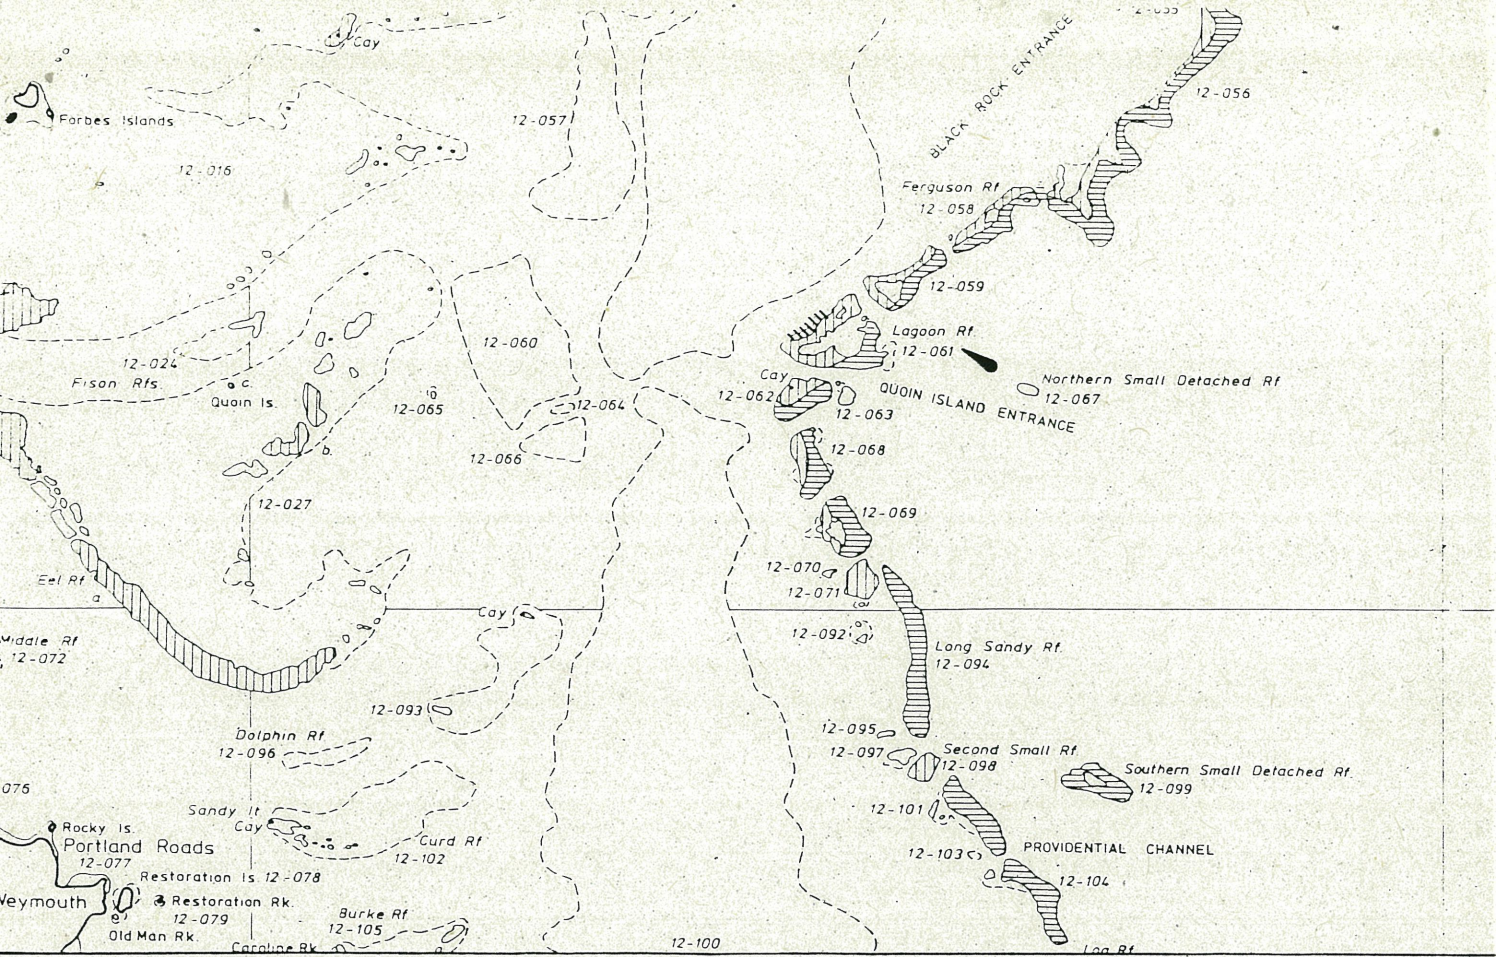 Cay
BLACK ROCK ENTRANCE
12-056
12-057
Forbes Islands
12-016
Ferguson Rf
12-058
12-059
Lagoon Rf.
12-061
12-060
12-024
Fison Rfs.
c.
Quoin Is.
12-065
12-064
Cay
12-062
12-063
QUOIN ISLAND ENTRANCE
Northern Small Detached Rf
12-067
b.
12-066
12-068
12-027
12-069
12-070
12-071
Eel Rf
a
Cay
Middle Rf
12-072
12-092
Long Sandy Rf.
12-094
12-093
Dolphin Rf
12-096
12-095
12-097
Second Small Rf.
12-098
Southern Small Detached Rf.
12-099
076
Sandy It
Cay
12-101
Rocky Is.
Portland Roads
12-077
Curd Rf
12-102
12-103
PROVIDENTIAL CHANNEL
Restoration Is. 12-078
12-104
Weymouth
Restoration Rk.
12-079
e
Old Man Rk.
Burke Rf
12-105
Caroline Rk
12-100
Log Rf